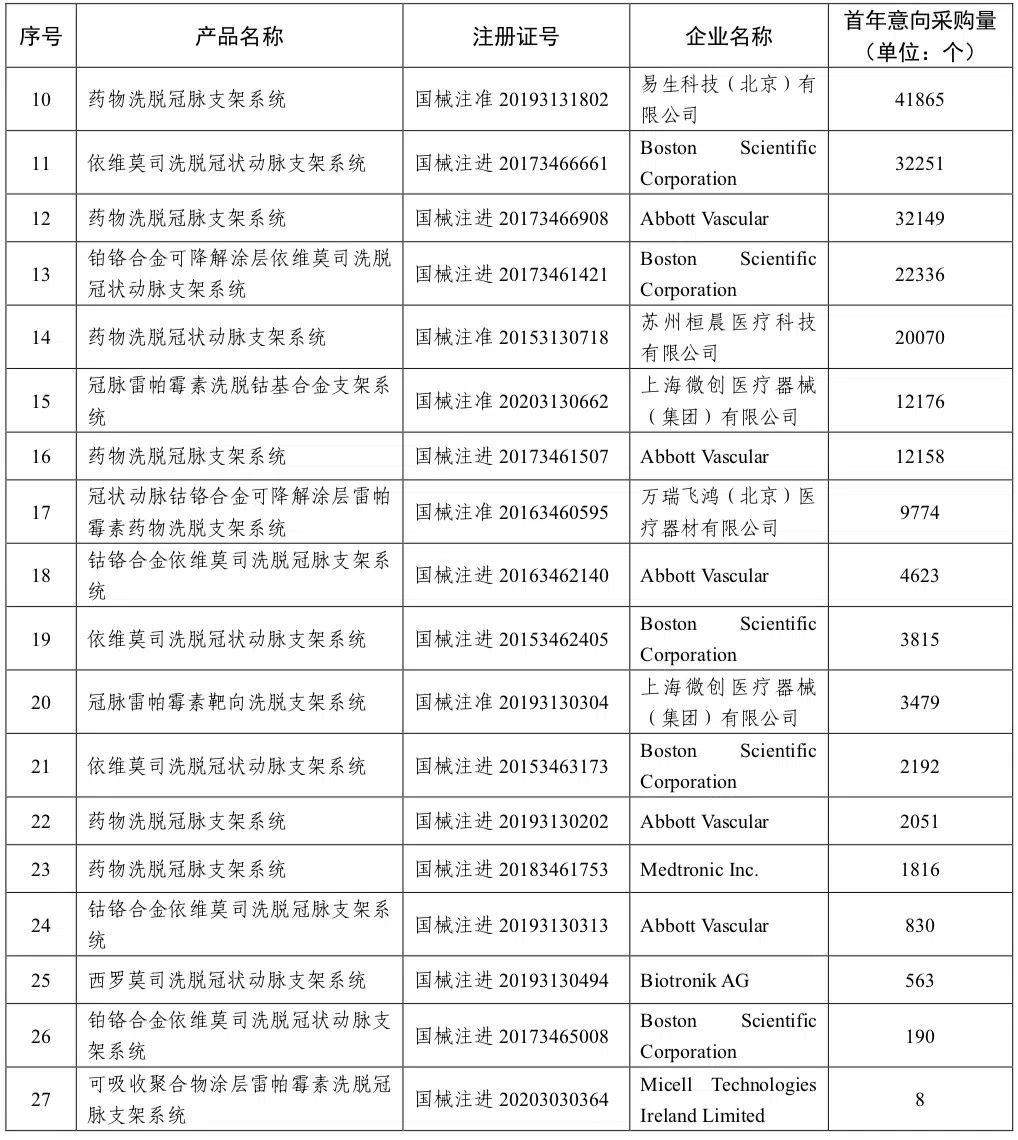 序号 产品名称 注册证号 企业名称 首年意向采购量
（单位：个）
10 药物洗脱冠脉支架系统 国械注准 20193131802 易生科技（北京）有
限公司 41865
11 依维莫司洗脱冠状动脉支架系统 国械注进 20173466661 Boston Scientific
Corporation 32251
12 药物洗脱冠脉支架系统 国械注进 20173466908 Abbott Vascular 32149
13 铂铬合金可降解涂层依维莫司洗脱
冠状动脉支架系统 国械注进 20173461421 Boston Scientific
Corporation 22336
14 药物洗脱冠状动脉支架系统 国械注准 20153130718 苏州桓晨医疗科技
有限公司 20070
15 冠脉雷帕霉素洗脱钴基合金支架系
统 国械注准 20203130662 上海微创医疗器械
（集团）有限公司 12176
16 药物洗脱冠脉支架系统 国械注进 20173461507 Abbott Vascular 12158
17 冠状动脉钴铬合金可降解涂层雷帕
霉素药物洗脱支架系统 国械注准 20163460595 万瑞飞鸿（北京）医
疗器材有限公司 9774
18 钴铬合金依维莫司洗脱冠脉支架系
统 国械注进 20163462140 Abbott Vascular 4623
19 依维莫司洗脱冠状动脉支架系统 国械注进 20153462405 Boston Scientific
Corporation 3815
20 冠脉雷帕霉素靶向洗脱支架系统 国械注准 20193130304 上海微创医疗器械
（集团）有限公司 3479
21 依维莫司洗脱冠状动脉支架系统 国械注进 20153463173 Boston Scientific
Corporation 2192
22 药物洗脱冠脉支架系统 国械注进 20193130202 Abbott Vascular 2051
23 药物洗脱冠脉支架系统 国械注进 20183461753 Medtronic Inc. 1816
24 钴铬合金依维莫司洗脱冠脉支架系
统 国械注进 20193130313 Abbott Vascular 830
25 西罗莫司洗脱冠状动脉支架系统 国械注进 20193130494 Biotronik AG 563
26 铂铬合金依维莫司洗脱冠状动脉支
架系统 国械注进 20173465008 Boston Scientific
Corporation 190
27 可吸收聚合物涂层雷帕霉素洗脱冠
脉支架系统 国械注进 20203030364 Micell Technologies
Ireland Limited 8